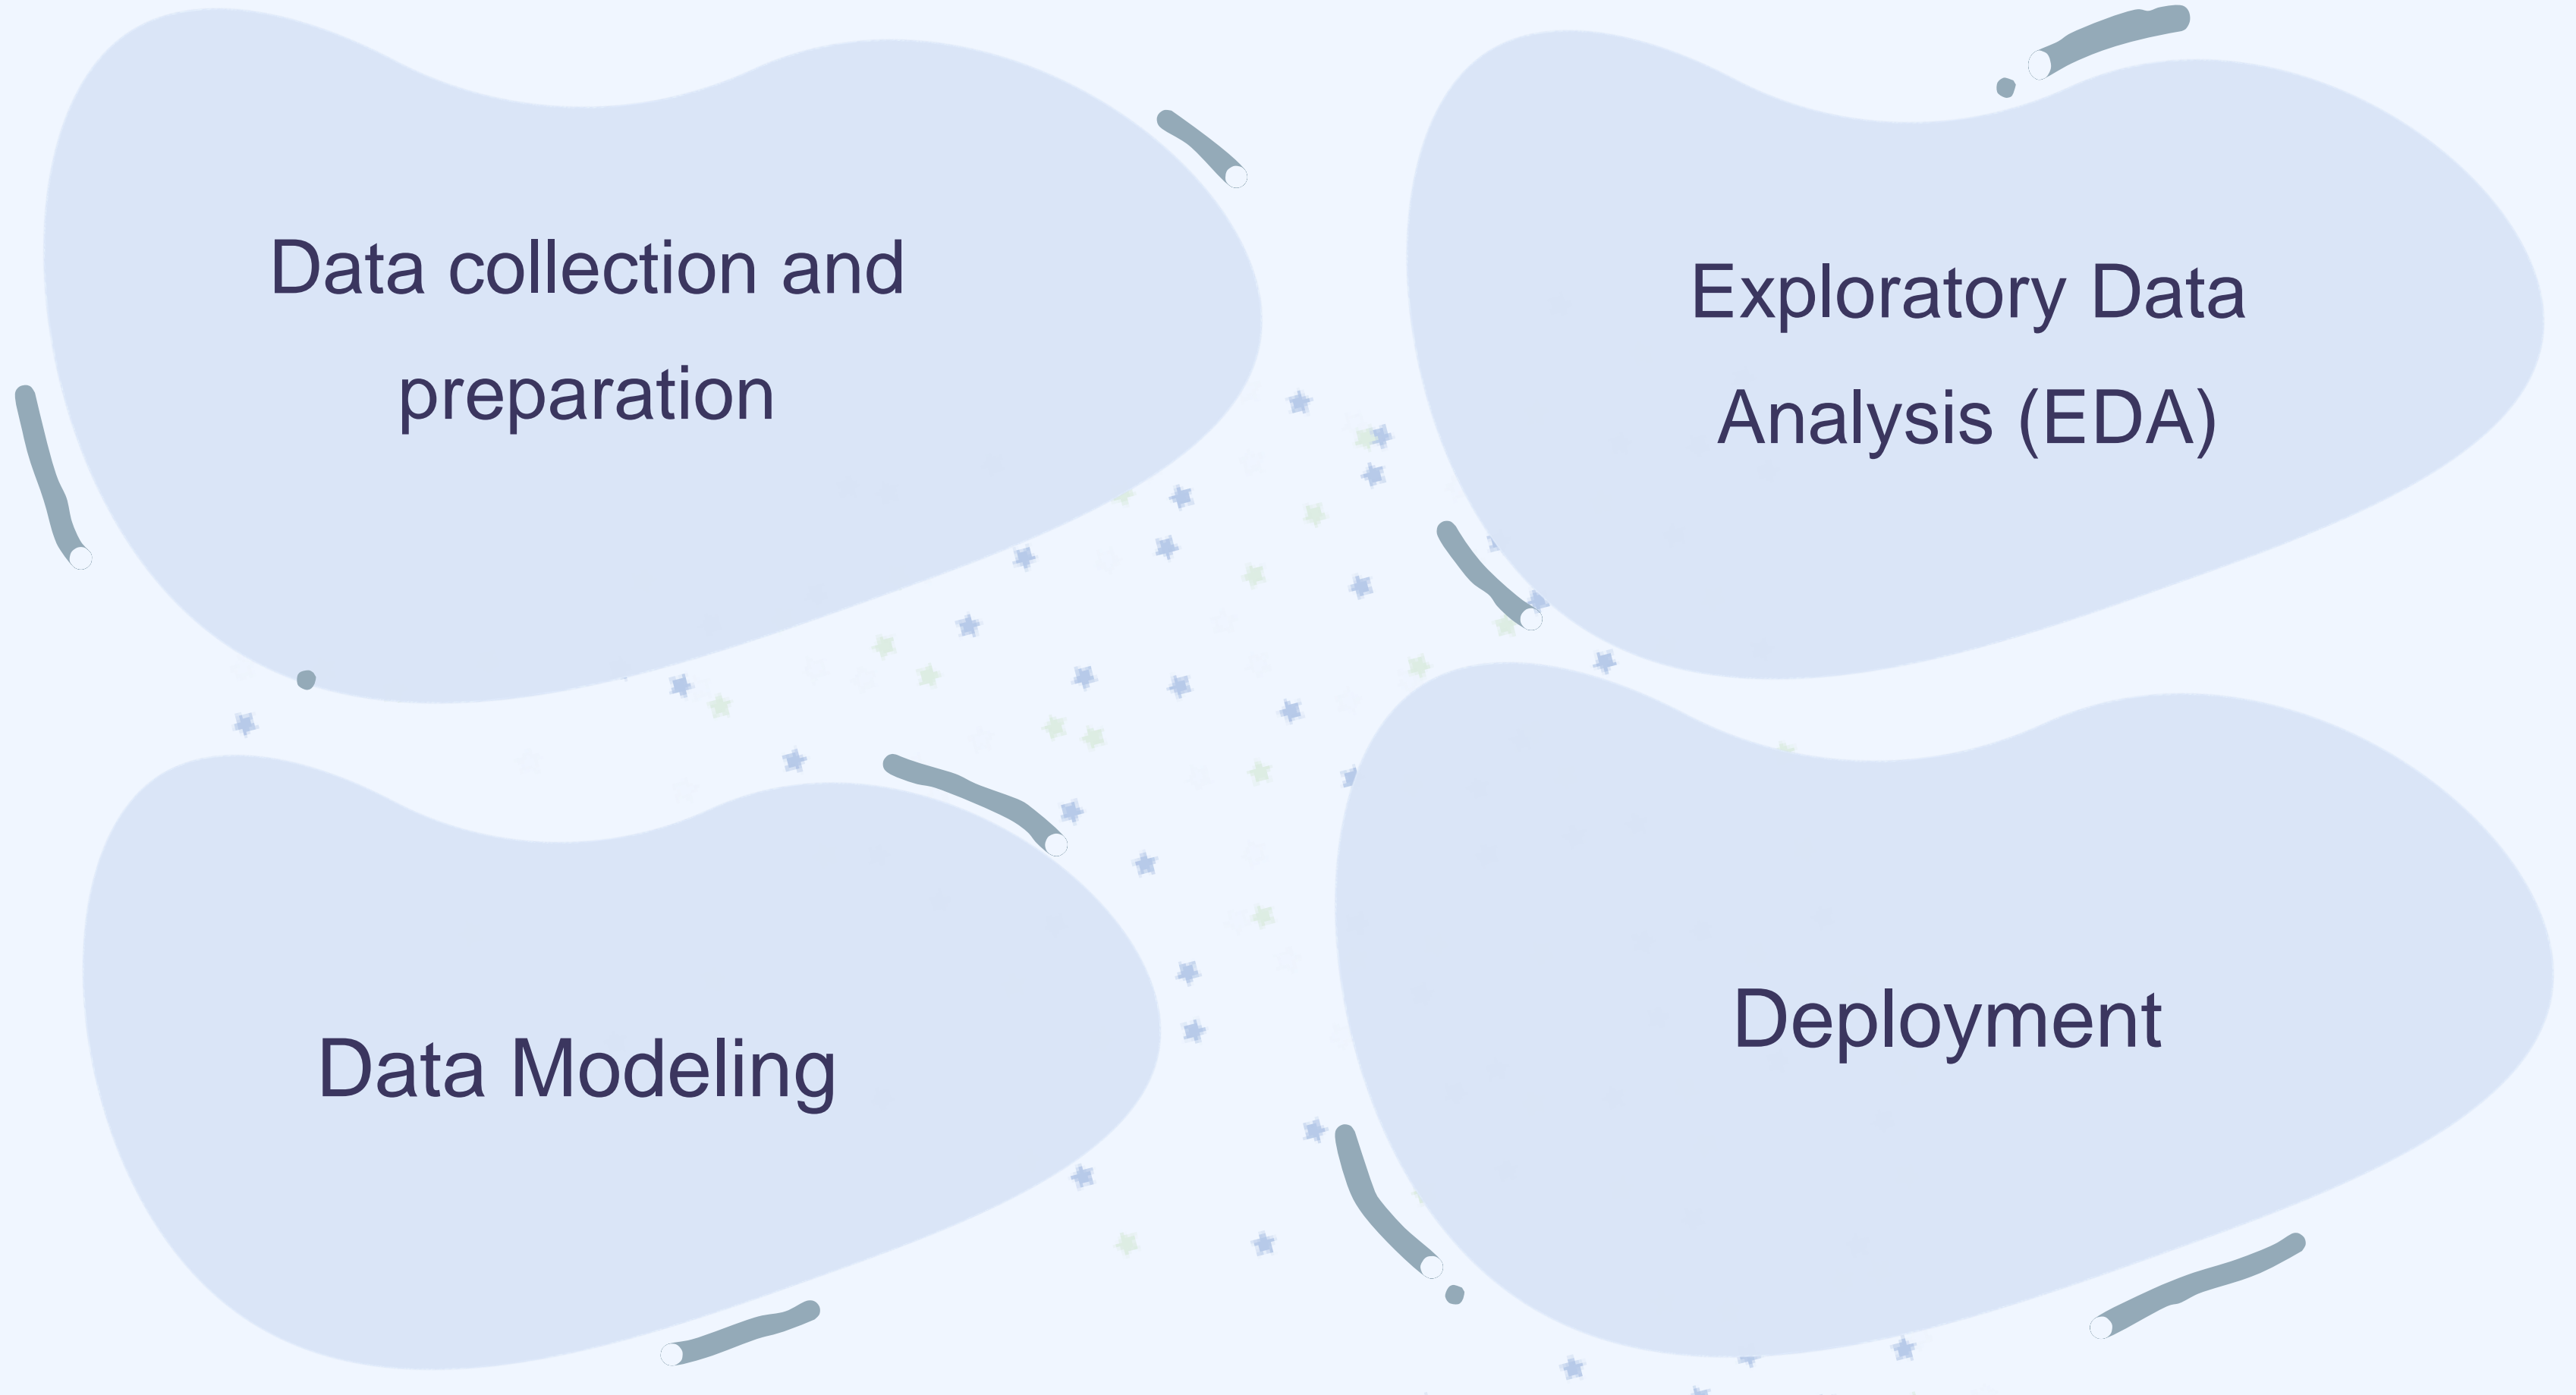 Data collection and
preparation
Exploratory Data
Analysis (EDA)
Data Modeling
Deployment